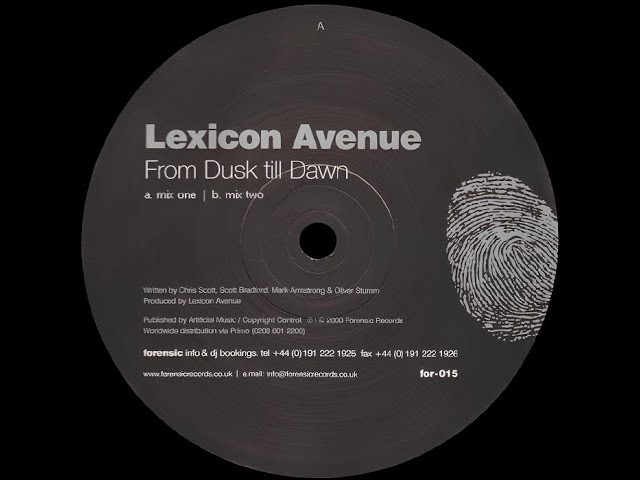 A
Lexicon Avenue
From Dusk till Dawn
a. mix one | b. mix two
Written by Chris Scott, Scott Bradford, Mark Armstrong & Oliver Stumm
Produced by Lexicon Avenue
Published by Artificial Music / Copyright Control. ℗ + © 2000 Forensic Records
Worldwide distribution via Prime (0208 601 2200)
forensic info & dj bookings. tel +44 (0) 191 222 1925 fax +44 (0) 191 222 1926
www.forensicrecords.co.uk | e.mail: info@forensicrecords.co.uk
for-015